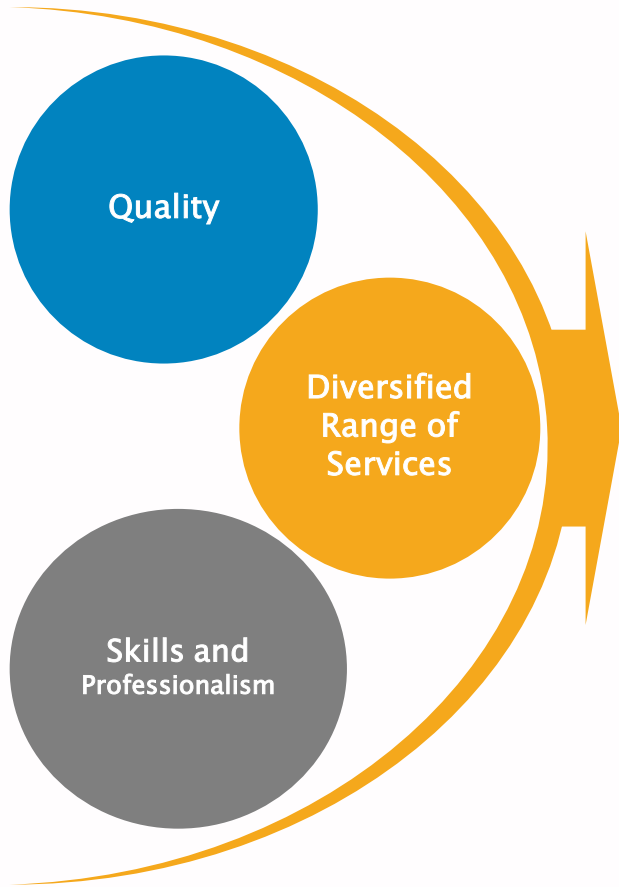 Quality
Diversified
Range of
Services
Skills and
Professionalism